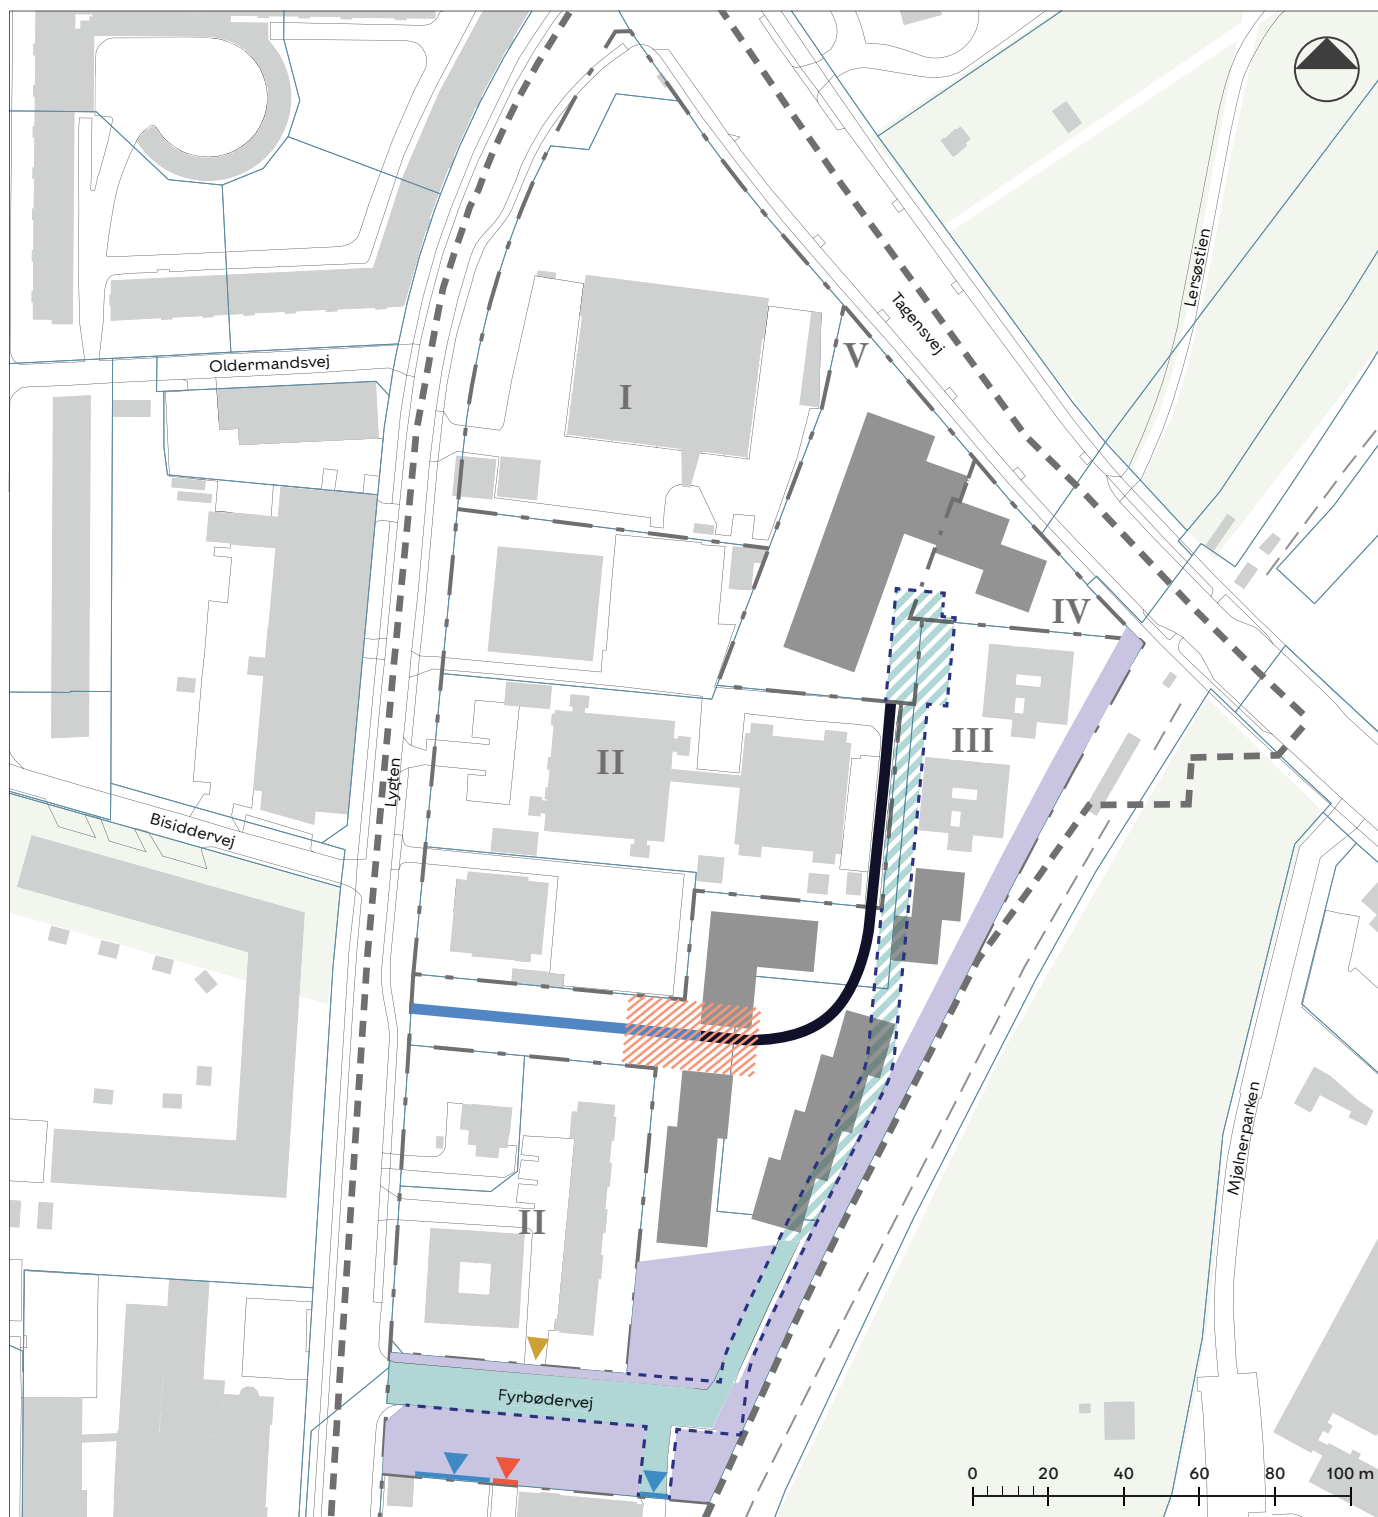 Lersøstien
Tagensvej
V
Oldermandsvej
I
IV
III
II
Lygten
Bisiddervej
Mjølnerparken
II
Fyrbødervej
0 20 40 60 80 100 m